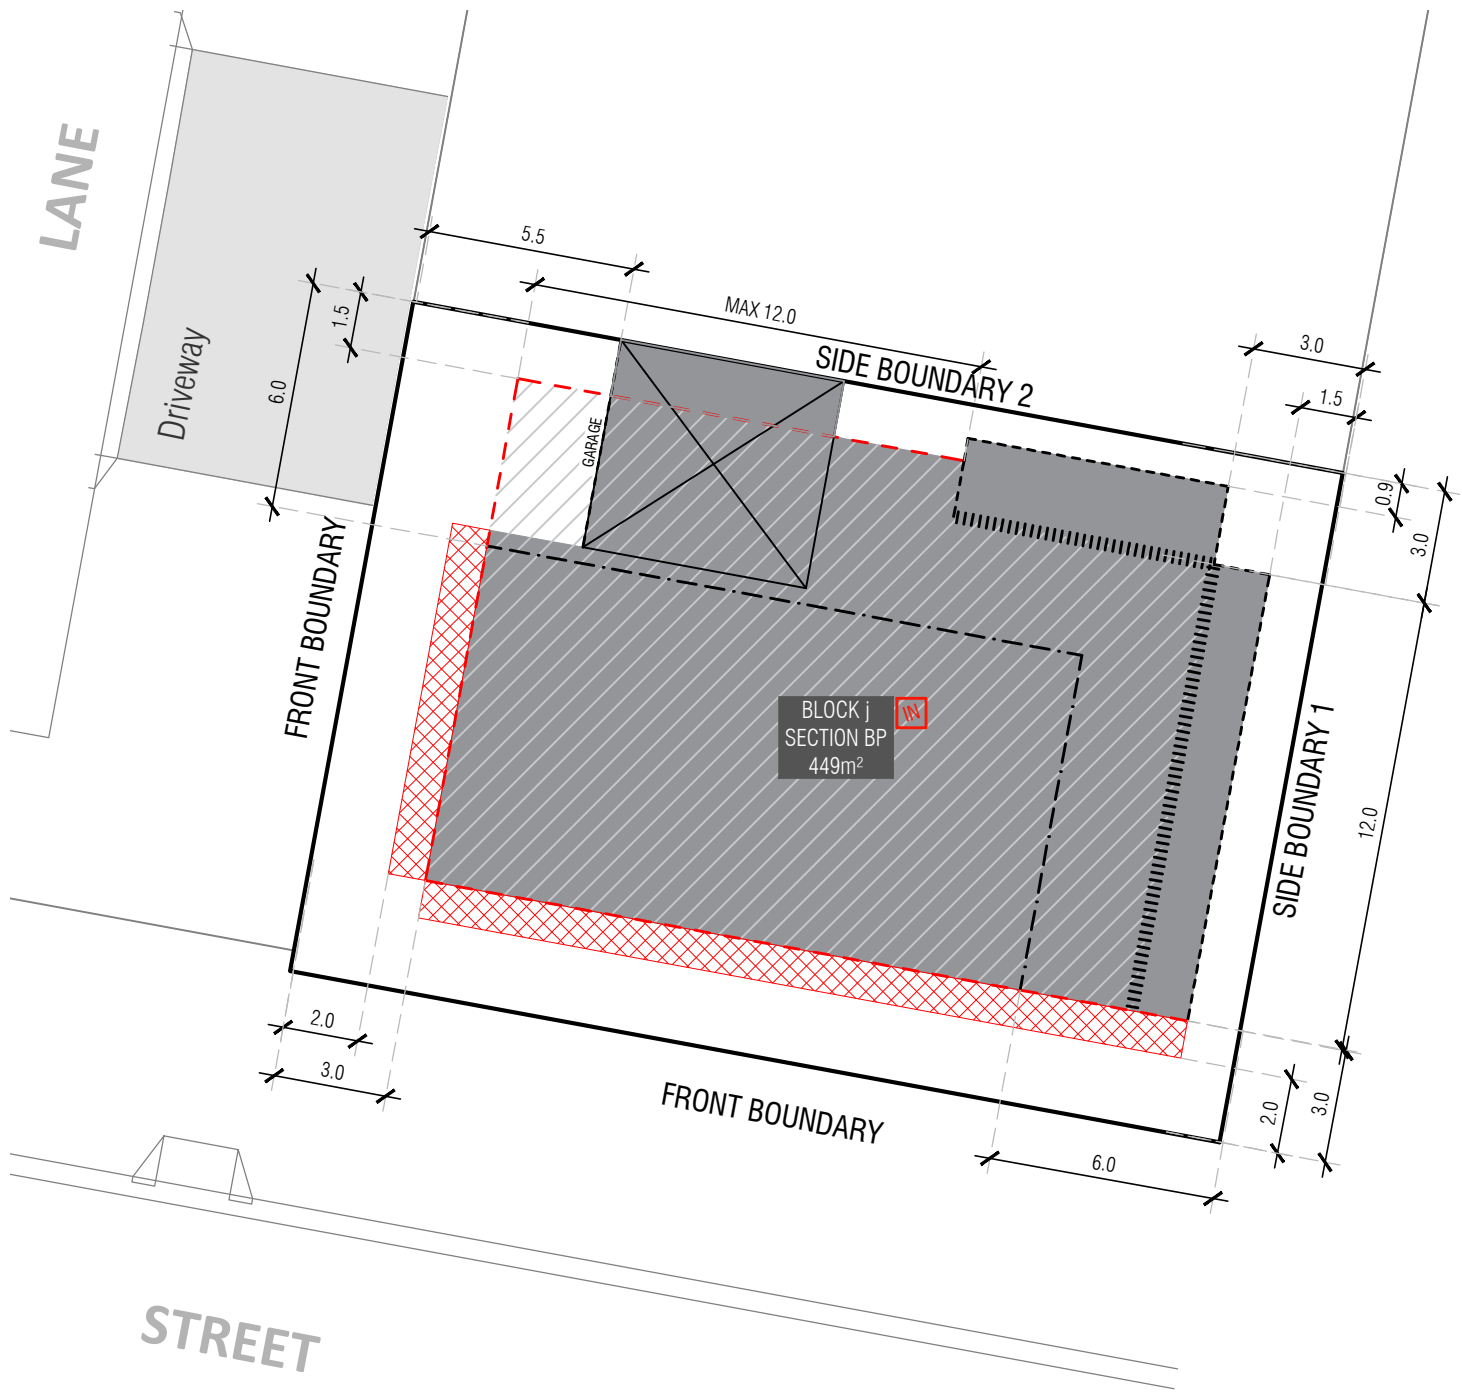 LANE
5.5
MAX 12.0
SIDE BOUNDARY 2
3.0
1.5
1.5
6.0
Driveway
GARAGE
0.9
3.0
FRONT BOUNDARY
BLOCK j
SECTION BP
449m²
IN
SIDE BOUNDARY 1
12.0
2.0
3.0
FRONT BOUNDARY
2.0
3.0
6.0
STREET